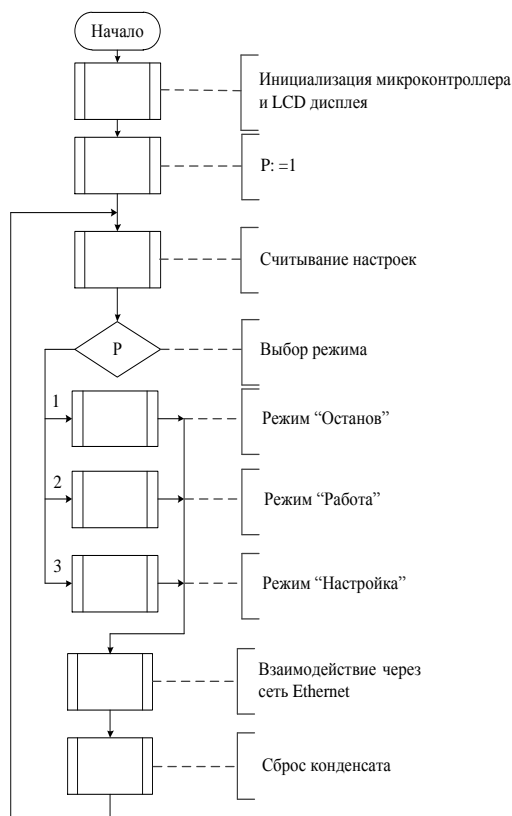 Начало
Инициализация микроконтроллера
и LCD дисплея
P: =1
Считывание настроек
P
Выбор режима
1
Режим “Останов”
2
Режим “Работа”
3
Режим “Настройка”
Взаимодействие через
сеть Ethernet
Сброс конденсата